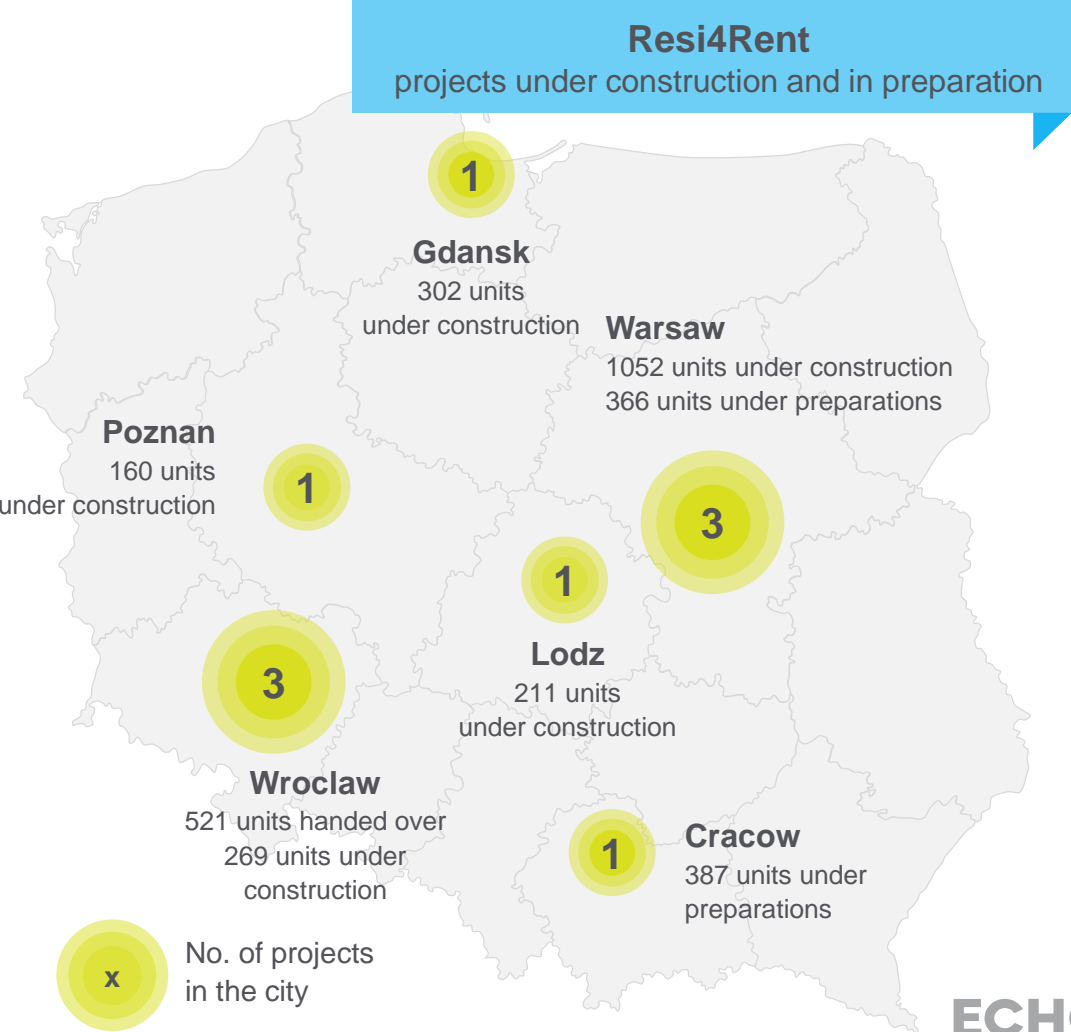 Resi4Rent
projects under construction and in preparation
1
Gdansk
302 units
under construction
Warsaw
1052 units under construction
366 units under preparations
3
Poznan
160 units
under construction
1
1
Lodz
211 units
under construction
3
Wroclaw
521 units handed over
269 units under
construction
1
Cracow
387 units under
preparations
x
No. of projects
in the city